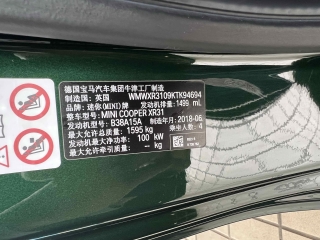 德国宝马汽车集团牛津工厂制造
制造国：英国 WMWXR3109KTK94694
品牌：迷你(MINI)牌 发动机排量：1499 mL
整车型号：MINI COOPER XR31
发动机型号：B38A15A 制造年月：2018-06
最大允许总质量：1595 kg 乘坐人数：4
发动机最大净功率：100 kW
最大允许牵引质量：-- kg